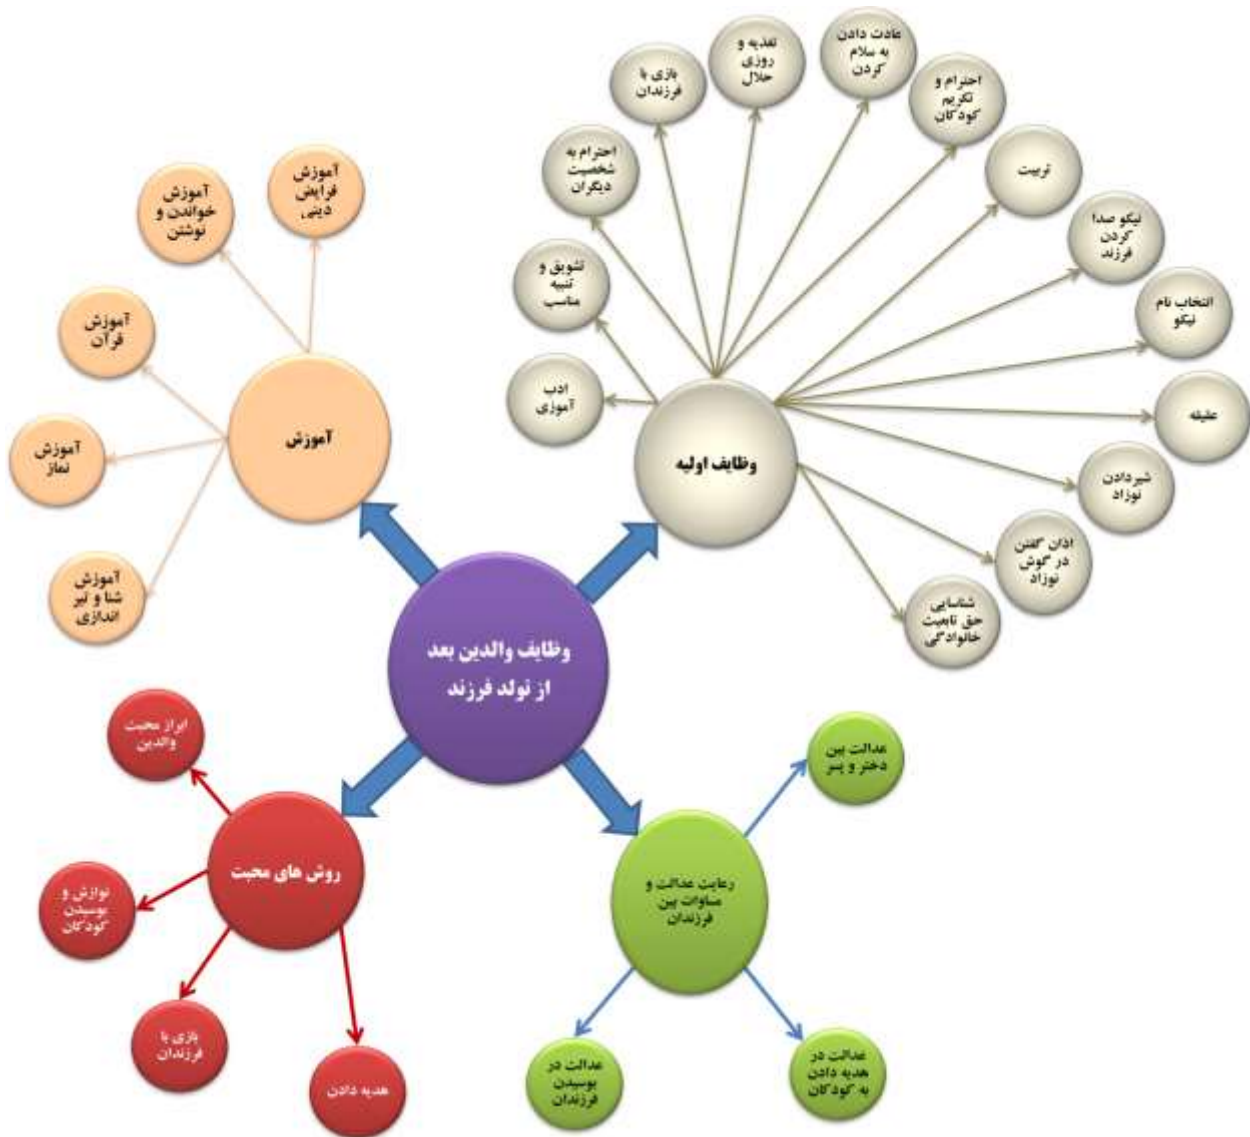 عادت دادن
به سلام
کردن
تغذیه و
روزی
حلال
بازی با
فرزندان
احترام و
تکریم
کودکان
احترام به
شخصیت
دیگران
تربیت
آموزش
فرایض
دینی
آموزش
خواندن و
نوشتن
نیکو صدا
کردن
فرزند
تشویق و
تنبیه
مناسب
انتخاب نام
نیکو
آموزش
قرآن
ادب
آموزی
عقیقه
آموزش
وظایف اولیه
آموزش
نماز
شیردادن
نوزاد
اذان گفتن
در گوش
نوزاد
آموزش
شنا و تیر
اندازی
شناسایی
حق تابعیت
خانوادگی
وظایف والدین بعد
از تولد فرزند
ابراز محبت
والدین
عدالت بین
دختر و پسر
روش های محبت
رعایت عدالت و
مساوات بین
فرزندان
نوازش و
بوسیدن
کودکان
بازی با
فرزندان
هدیه دادن
عدالت در
بوسیدن
فرزندان
عدالت در
هدیه دادن
به کودکان